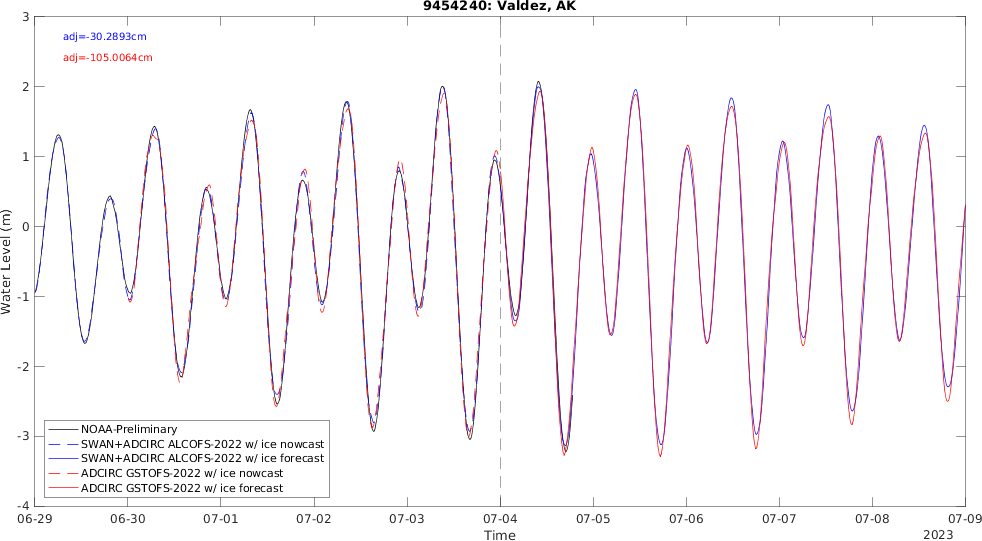 9454240: Valdez, AK
adj=-30.2893cm
adj=-105.0064cm
3
2
1
0
-1
-2
-3
-4
Water Level (m)
NOAA-Preliminary
SWAN+ADCIRC ALCOFS-2022 w/ ice nowcast
SWAN+ADCIRC ALCOFS-2022 w/ ice forecast
ADCIRC GSTOFS-2022 w/ ice nowcast
ADCIRC GSTOFS-2022 w/ ice forecast
06-29 06-30 07-01 07-02 07-03 07-04 07-05 07-06 07-07 07-08 07-09
Time
2023